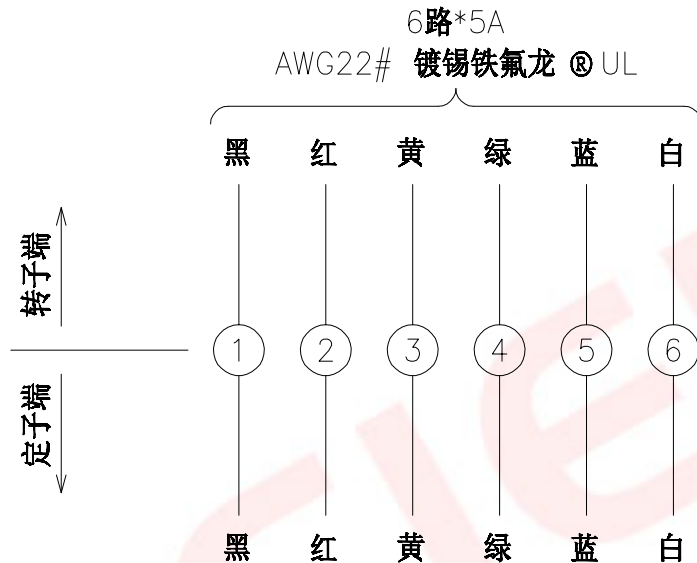 6路*5A
AWG22# 镀锡铁氟龙 ® UL
黑 红 黄 绿 蓝 白
转子端
1 2 3 4 5 6
定子端
黑 红 黄 绿 蓝 白